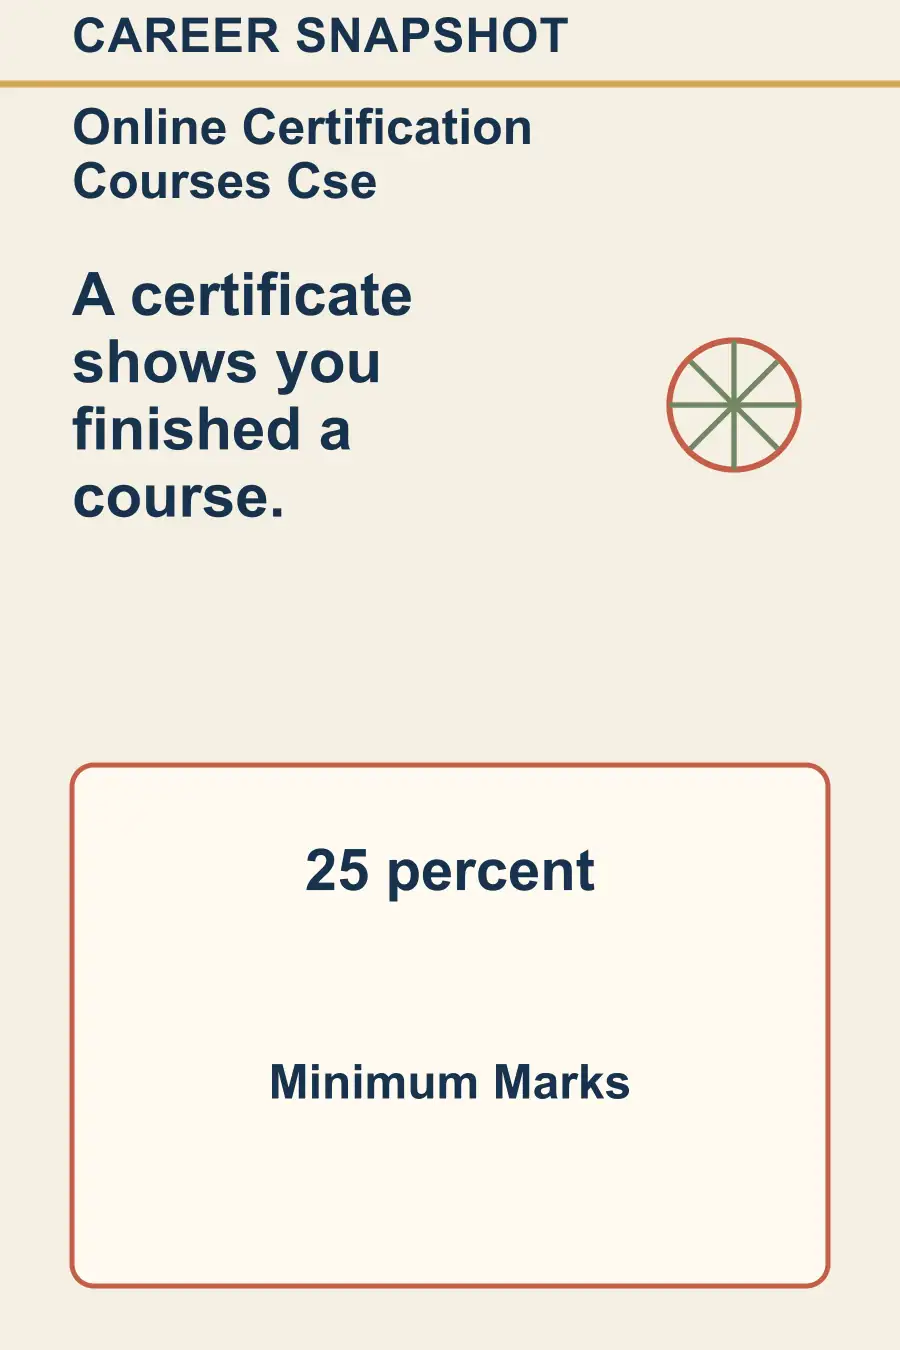 CAREER SNAPSHOT
Online Certification
Courses Cse
A certificate
shows you
finished a
course.
25 percent
Minimum Marks